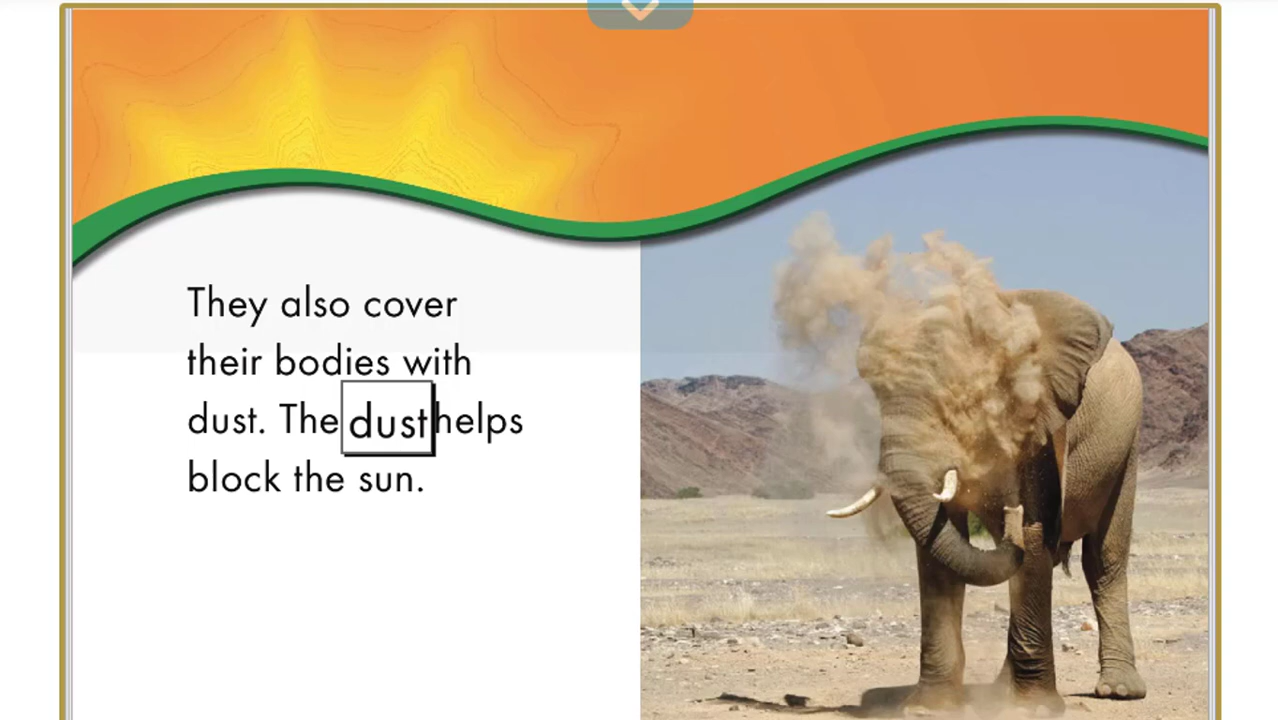 They also cover
their bodies with
dust. The dust helps
block the sun.